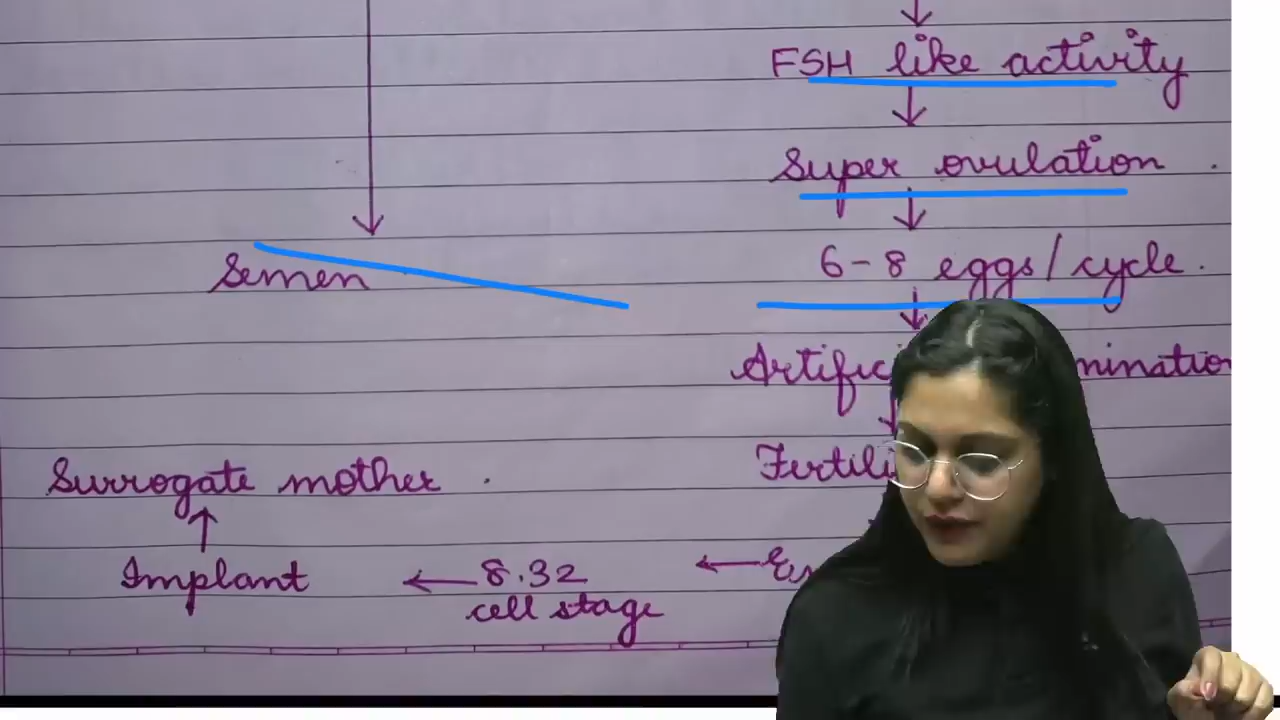 FSH like activity
Super ovulation .
6-8 eggs / cycle .
Semen
Surrogate mother .
Implant
8.32
cell stage